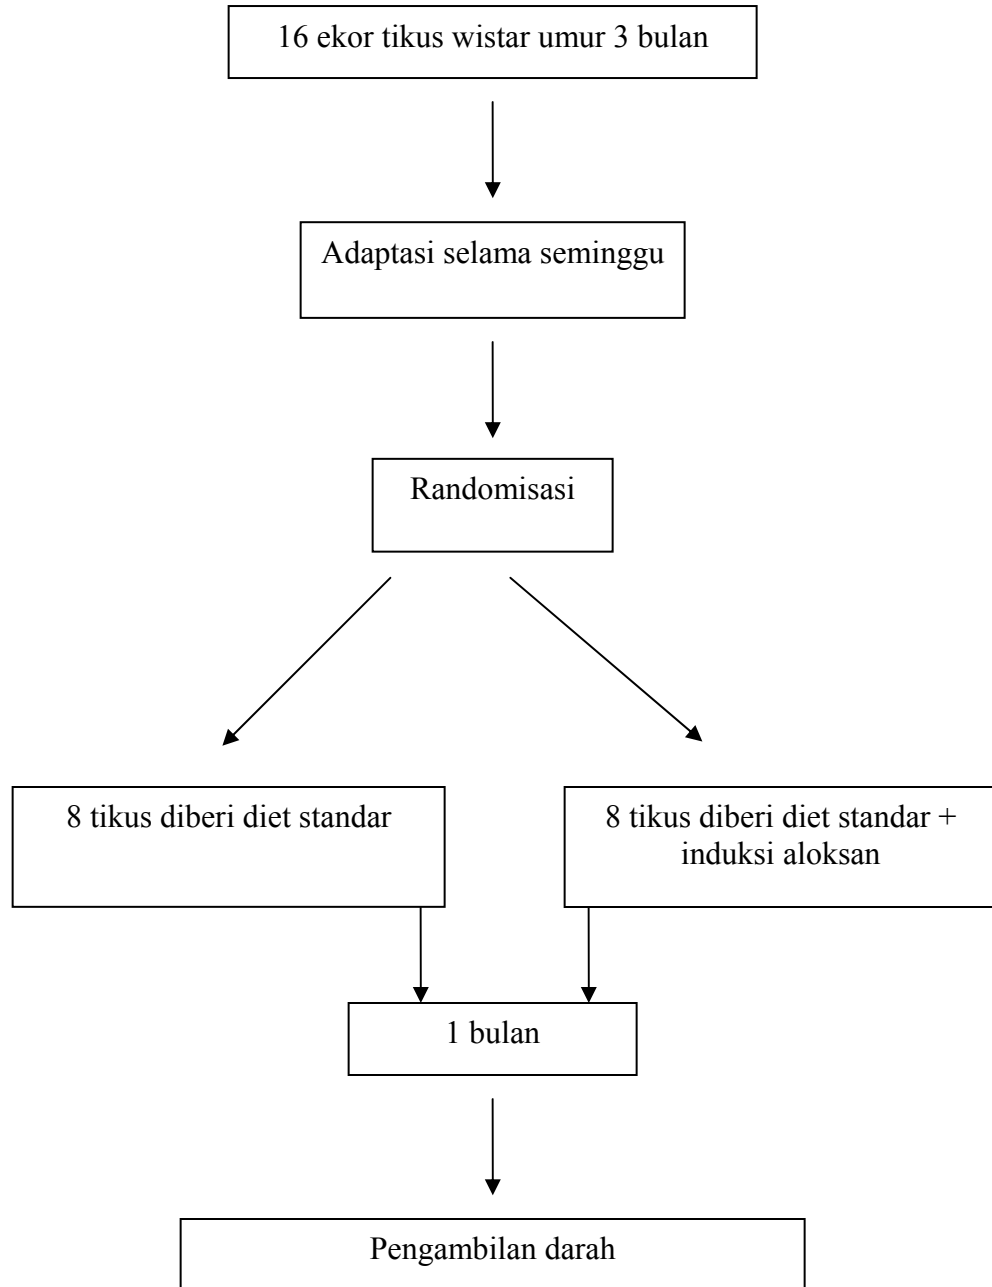 16 ekor tikus wistar umur 3 bulan
Adaptasi selama seminggu
Randomisasi
8 tikus diberi diet standar
8 tikus diberi diet standar +
induksi aloksan
1 bulan
Pengambilan darah